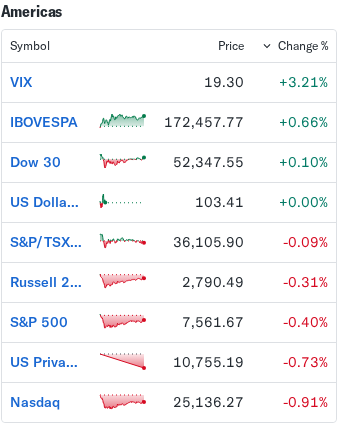 Americas
Symbol Price Change %
VIX 19.30 +3.21%
IBOVESPA 172,457.77 +0.66%
Dow 30 52,347.55 +0.10%
US Dolla... 103.41 +0.00%
S&P/TSX... 36,105.90 -0.09%
Russell 2... 2,790.49 -0.31%
S&P 500 7,561.67 -0.40%
US Priva... 10,755.19 -0.73%
Nasdaq 25,136.27 -0.91%